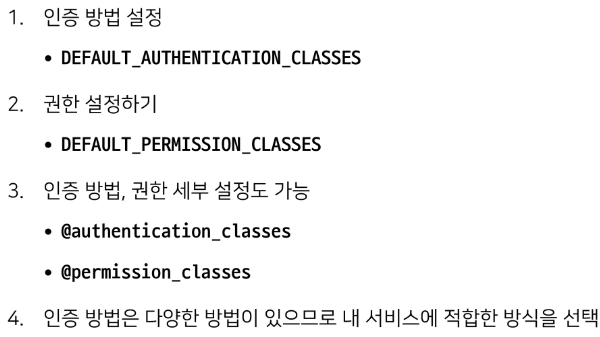 1. 인증 방법 설정
• DEFAULT_AUTHENTICATION_CLASSES
2. 권한 설정하기
• DEFAULT_PERMISSION_CLASSES
3. 인증 방법, 권한 세부 설정도 가능
• @authentication_classes
• @permission_classes
4. 인증 방법은 다양한 방법이 있으므로 내 서비스에 적합한 방식을 선택